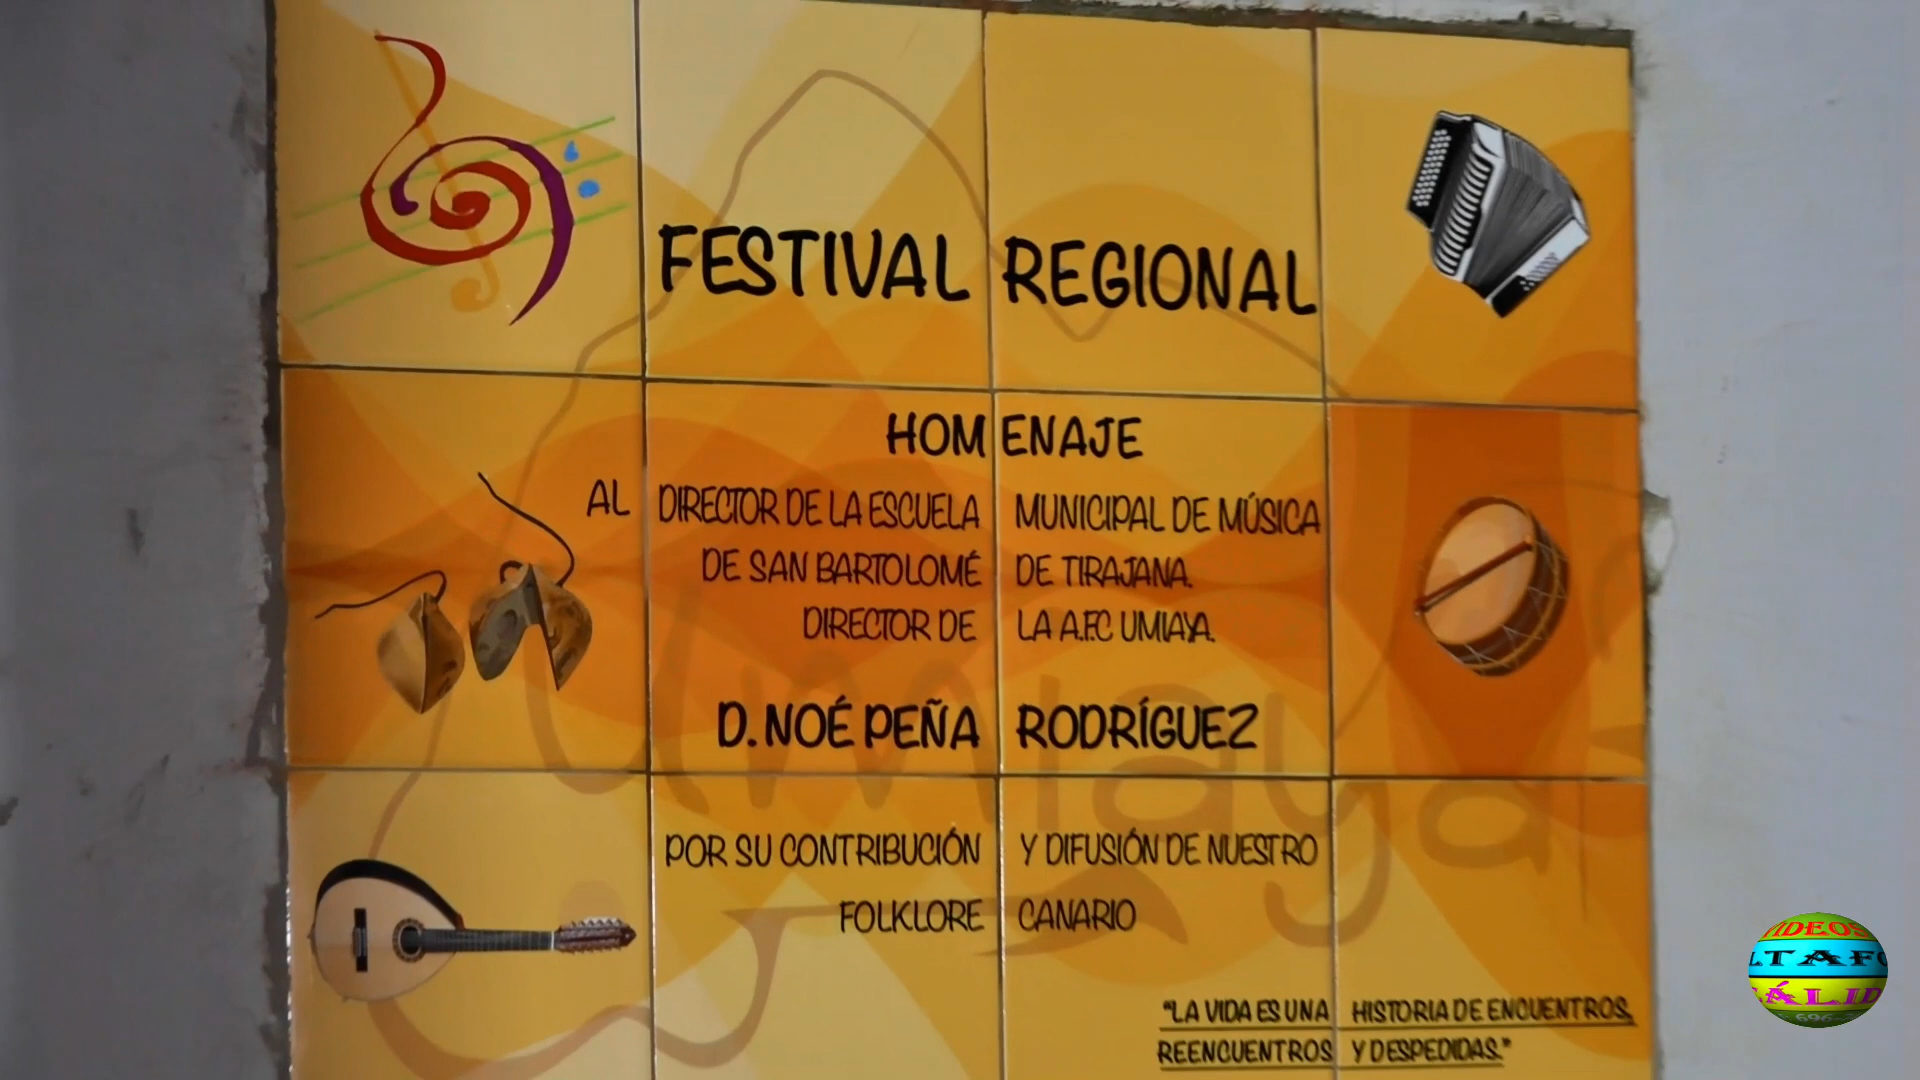 FESTIVAL REGIONAL
HOMENAJE
AL DIRECTOR DE LA ESCUELA MUNICIPAL DE MÚSICA
DE SAN BARTOLOMÉ DE TIRAJANA.
DIRECTOR DE LA A.F.C UMIAYA.
D. NOÉ PEÑA RODRÍGUEZ
umiaya
POR SU CONTRIBUCIÓN Y DIFUSIÓN DE NUESTRO
FOLKLORE CANARIO
"LA VIDA ES UNA HISTORIA DE ENCUENTROS,
REENCUENTROS Y DESPEDIDAS."
VIDEOS